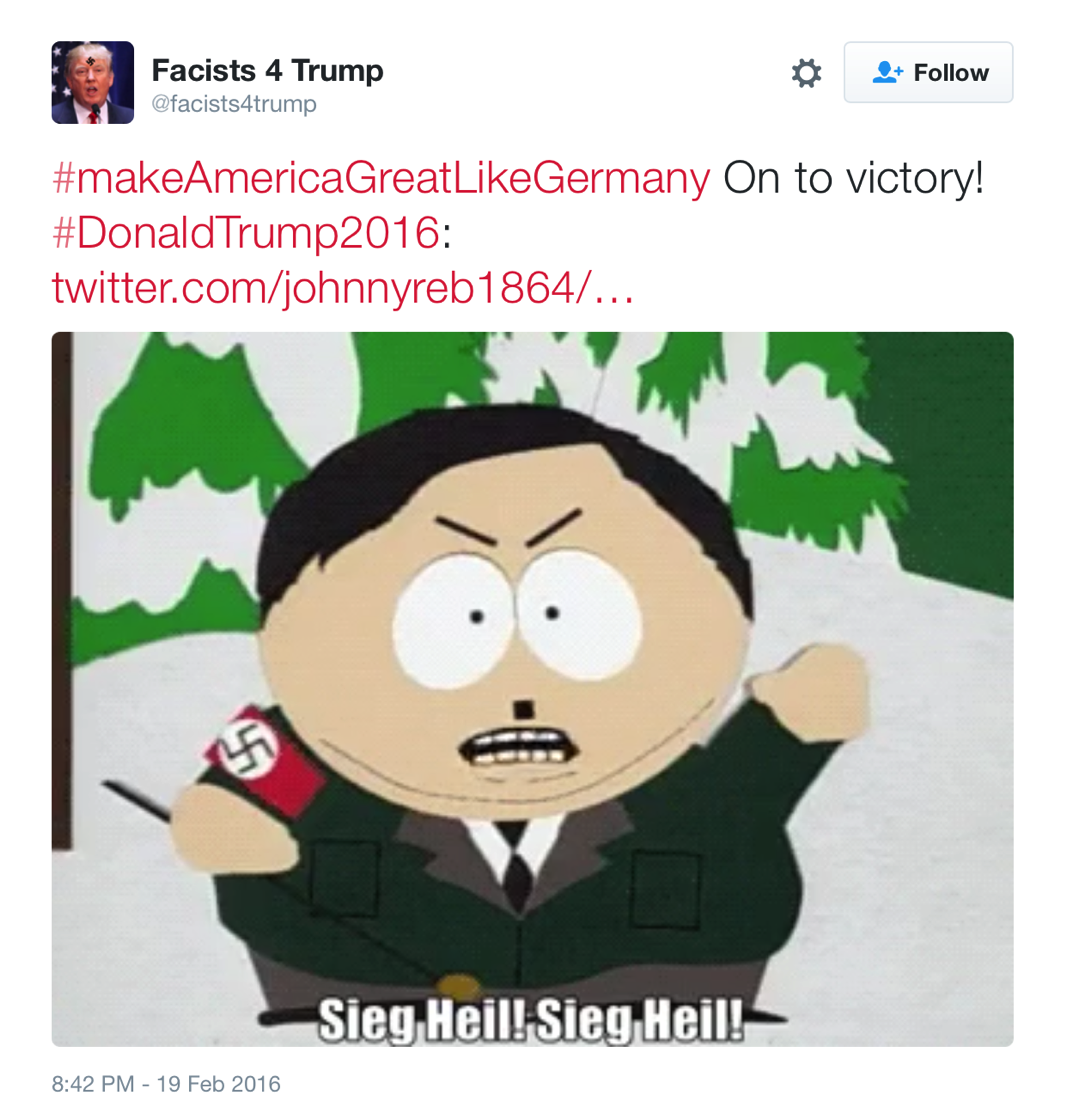 Facists 4 Trump
@facists4trump
Follow
#makeAmericaGreatLikeGermany On to victory!
#DonaldTrump2016:
twitter.com/johnnyreb1864/…
Sieg Heil! Sieg Heil!
8:42 PM - 19 Feb 2016